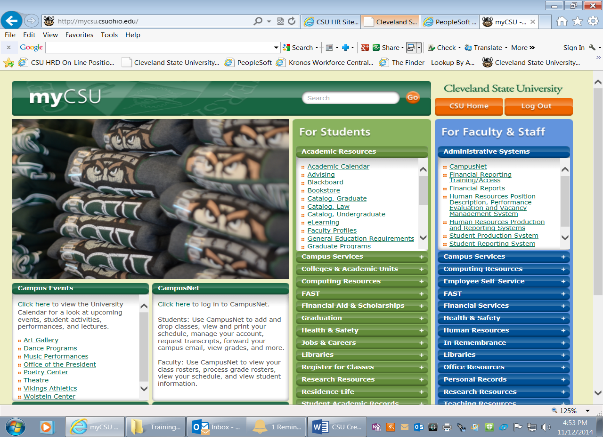 http://mycsu.csuohio.edu/
CSU HR Site...
Cleveland S...
PeopleSoft ...
myCSU - ...
File Edit View Favorites Tools Help
Google
Search
Share
Check
Translate
More »
Sign In
CSU HRD On-Line Positio...
Cleveland State University...
PeopleSoft
Kronos Workforce Central...
The Finder
Lookup By A...
Cleveland State University...
myCSU
Search
Go
Cleveland State University
CSU Home
Log Out
For Students
Academic Resources
Academic Calendar
Advising
Blackboard
Bookstore
Catalog, Graduate
Catalog, Law
Catalog, Undergraduate
eLearning
Faculty Profiles
General Education Requirements
Graduate Programs
Campus Services +
Colleges & Academic Units +
Computing Resources +
FAST +
Financial Aid & Scholarships +
Graduation +
Health & Safety +
Jobs & Careers +
Libraries +
Register for Classes +
Research Resources +
Residence Life +
Student Academic Records
For Faculty & Staff
Administrative Systems
CampusNet
Financial Reporting
Training/Access
Financial Reports
Human Resources Position
Description, Performance
Evaluation and Vacancy
Management System
Human Resources Production
and Reporting Systems
Student Production System
Student Reporting System
Campus Services +
Computing Resources +
Employee Self Service +
FAST +
Financial Services +
Health & Safety +
Human Resources +
In Remembrance +
Libraries +
Office Resources +
Personal Records +
Research Resources +
Teaching Resources
Campus Events
Click here to view the University
Calendar for a look at upcoming
events, student activities,
performances, and lectures.
Art Gallery
Dance Programs
Music Performances
Office of the President
Poetry Center
Theatre
Vikings Athletics
Wolstein Center
CampusNet
Click here to log in to CampusNet.
Students: Use CampusNet to add and
drop classes, view and print your
schedule, manage your account,
request transcripts, forward your
campus email, view grades, and more.
Faculty: Use CampusNet to view your
class rosters, process grade rosters,
view your schedule, and view student
information.
125%
myCSU - ...
Training...
Inbox - ...
1 Remin...
CSU Cre...
4:53 PM
11/12/2014